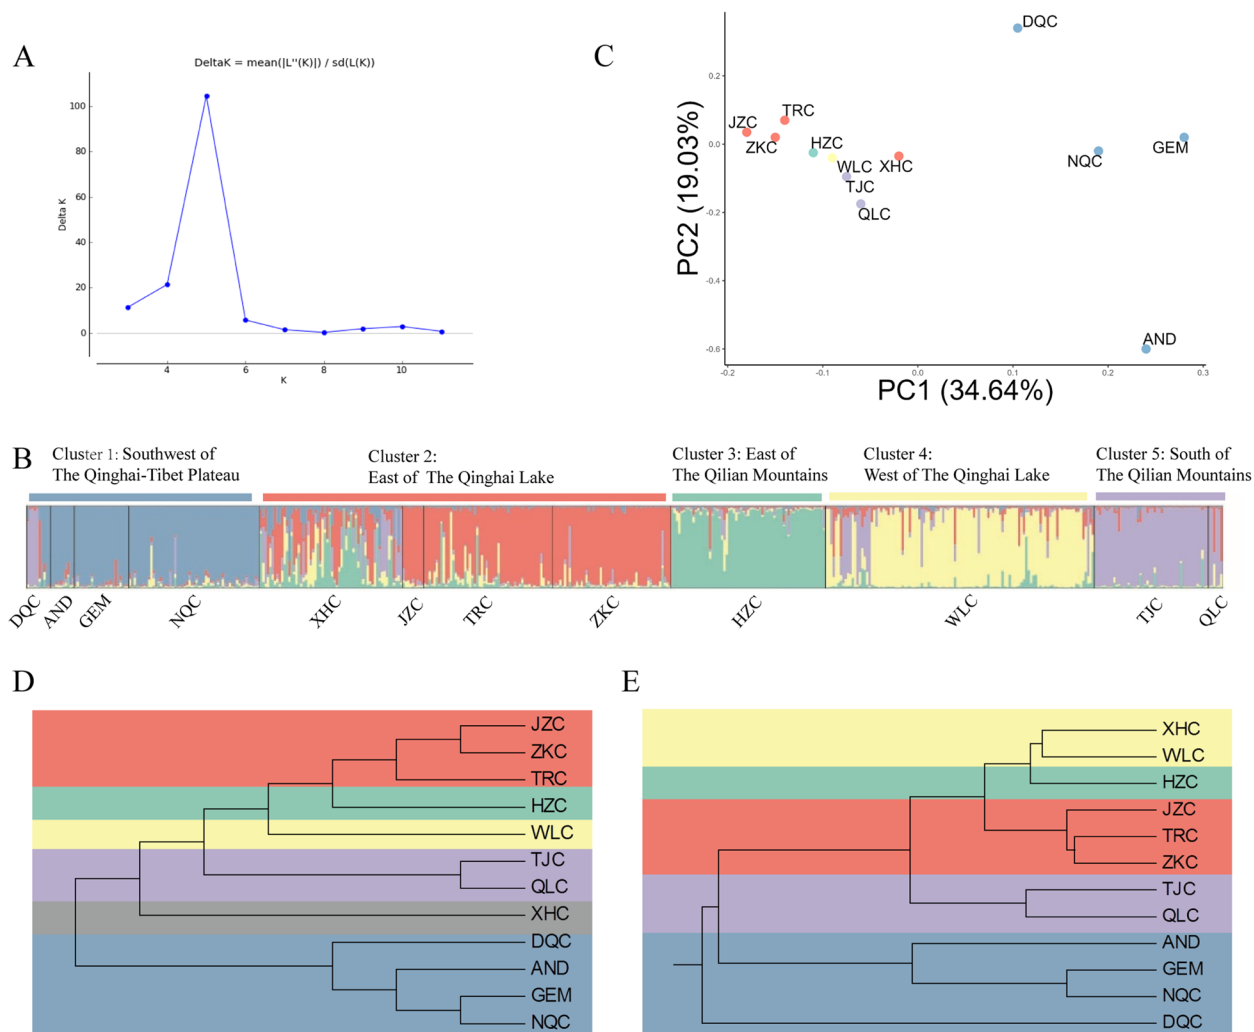 A
DeltaK = mean(|L''(K)|) / sd(L(K))
100
80
60
40
20
0
Delta K
4
6
8
10
K
C
0.2
0.0
-0.2
-0.4
-0.6
PC2 (19.03%)
DQC
TRC
JZC
ZKC
HZC
WLC
XHC
TJC
QLC
NQC
GEM
AND
-0.2
-0.1
0.0
0.1
0.2
0.3
PC1 (34.64%)
B
Cluster 1: Southwest of
The Qinghai-Tibet Plateau
Cluster 2:
East of The Qinghai Lake
Cluster 3: East of
The Qilian Mountains
Cluster 4:
West of The Qinghai Lake
Cluster 5: South of
The Qilian Mountains
DQC
AND
GEM
NQC
XHC
JZC
TRC
ZKC
HZC
WLC
TJC
QLC
D
JZC
ZKC
TRC
HZC
WLC
TJC
QLC
XHC
DQC
AND
GEM
NQC
E
XHC
WLC
HZC
JZC
TRC
ZKC
TJC
QLC
AND
GEM
NQC
DQC